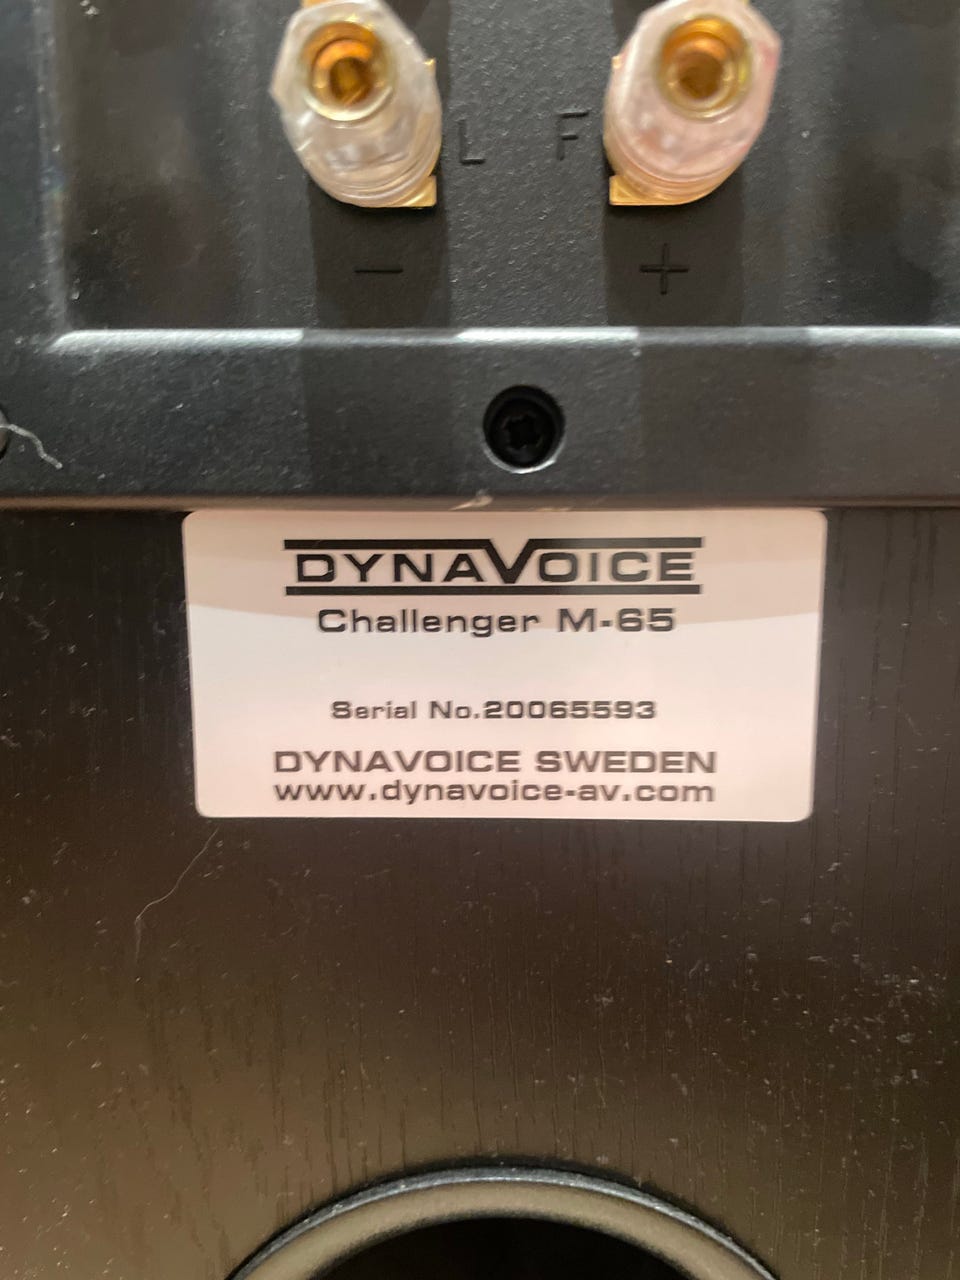 L F
− +
DYNAVOICE
Challenger M-65
Serial No.20065593
DYNAVOICE SWEDEN
www.dynavoice-av.com